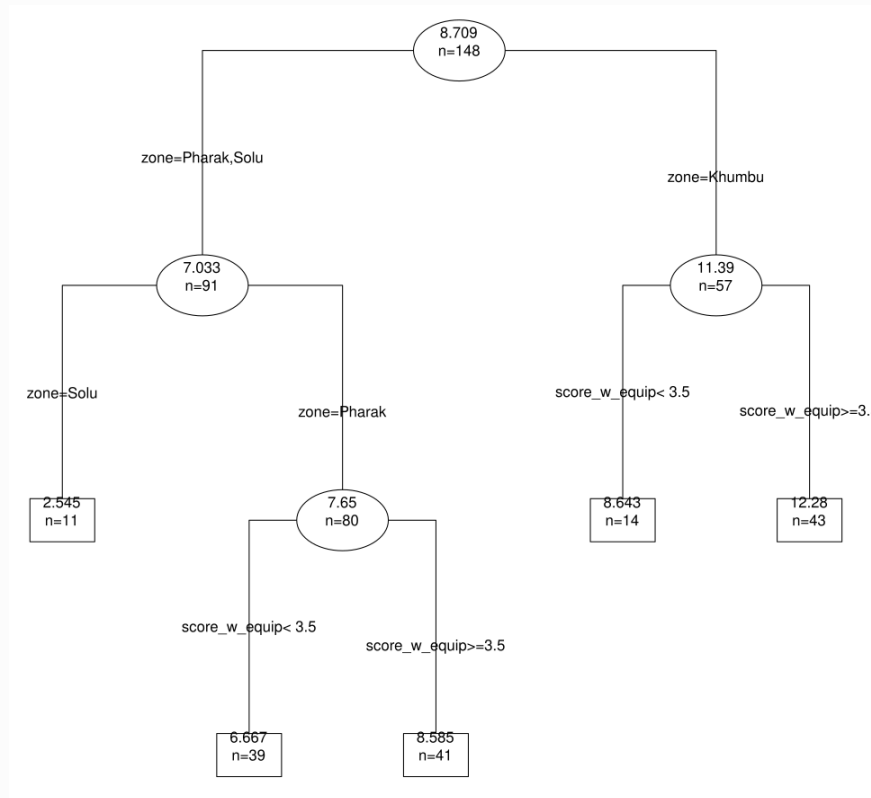 8.709
n=148
zone=Pharak,Solu
zone=Khumbu
7.033
n=91
11.39
n=57
zone=Solu
zone=Pharak
score_w_equip< 3.5
score_w_equip>=3.
2.545
n=11
7.65
n=80
8.643
n=14
12.28
n=43
score_w_equip< 3.5
score_w_equip>=3.5
6.667
n=39
8.585
n=41